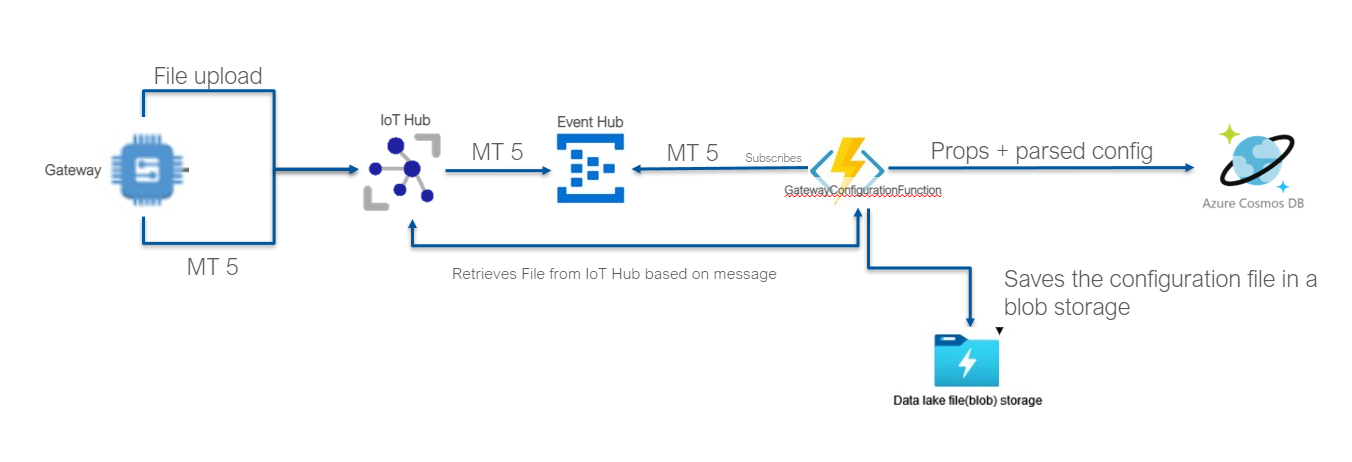 File upload
IoT Hub
Event Hub
Gateway
MT 5
MT 5
Subscribes
Props + parsed config
GatewayConfigurationFunction
Azure Cosmos DB
MT 5
Retrieves File from IoT Hub based on message
Saves the configuration file in a
blob storage
Data lake file(blob) storage